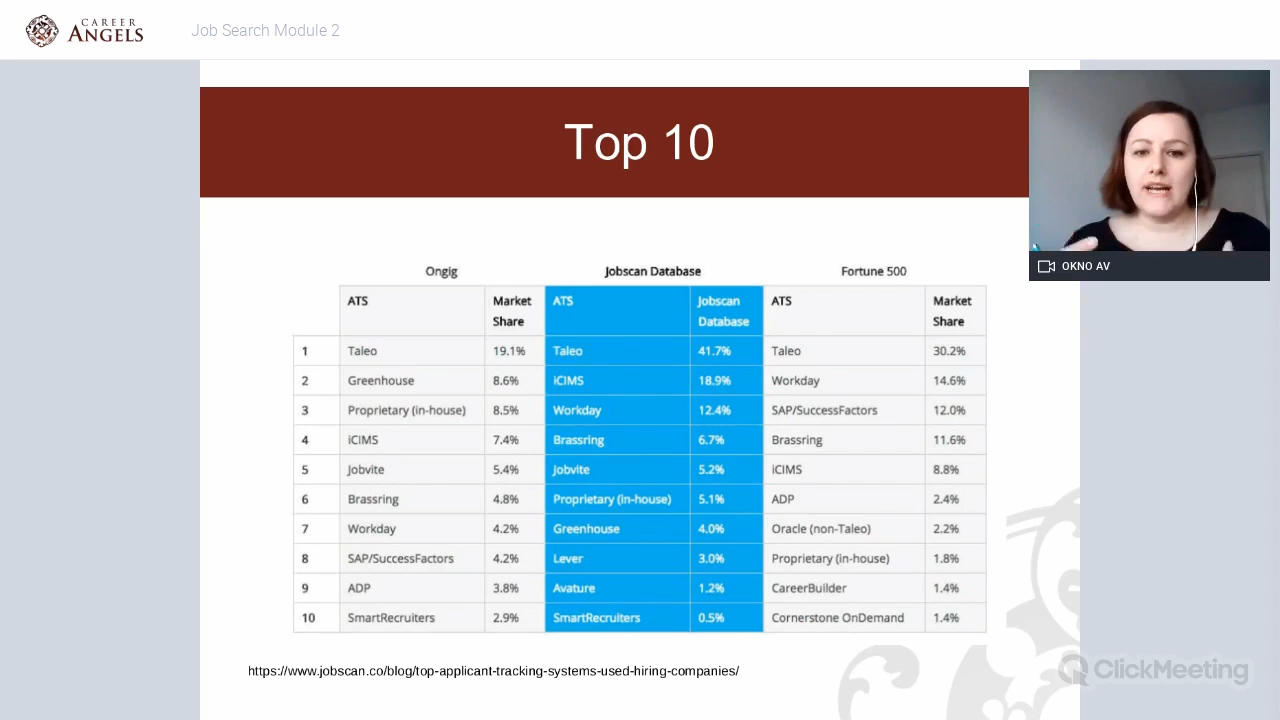 CAREER
ANGELS
Job Search Module 2
Top 10
OKNO AV
Ongig Jobscan Database Fortune 500
ATS Market Share ATS Jobscan Database ATS Market Share
1 Taleo 19.1% Taleo 41.7% Taleo 30.2%
2 Greenhouse 8.6% iCIMS 18.9% Workday 14.6%
3 Proprietary (in-house) 8.5% Workday 12.4% SAP/SuccessFactors 12.0%
4 iCIMS 7.4% Brassring 6.7% Brassring 11.6%
5 Jobvite 5.4% Jobvite 5.2% iCIMS 8.8%
6 Brassring 4.8% Proprietary (in-house) 5.1% ADP 2.4%
7 Workday 4.2% Greenhouse 4.0% Oracle (non-Taleo) 2.2%
8 SAP/SuccessFactors 4.2% Lever 3.0% Proprietary (in-house) 1.8%
9 ADP 3.8% Avature 1.2% CareerBuilder 1.4%
10 SmartRecruiters 2.9% SmartRecruiters 0.5% Cornerstone OnDemand 1.4%
https://www.jobscan.co/blog/top-applicant-tracking-systems-used-hiring-companies/
ClickMeeting